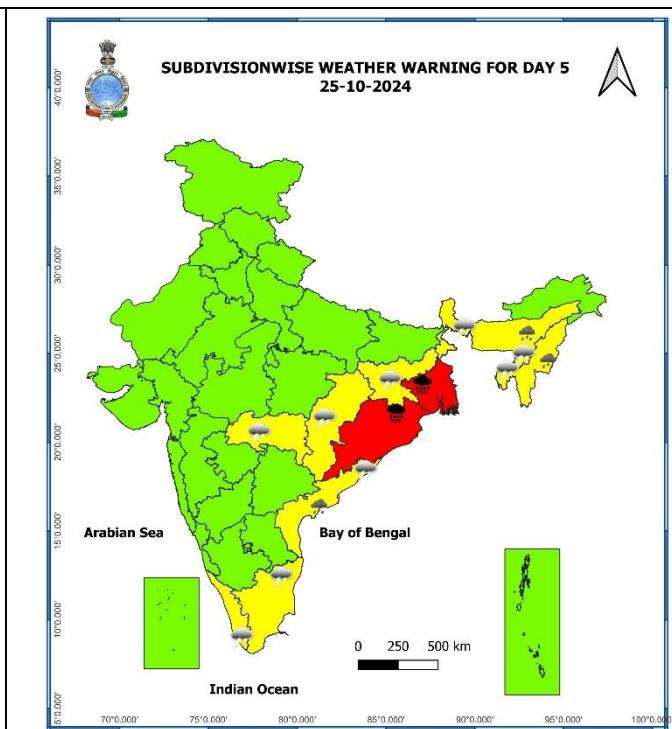 SUBDIVISIONWISE WEATHER WARNING FOR DAY 5
25-10-2024
40°0.000'
35°0.000'
30°0.000'
25°0.000'
20°0.000'
15°0.000'
10°0.000'
5°0.000'
Arabian Sea
Bay of Bengal
0 250 500 km
Indian Ocean
70°0.000' 75°0.000' 80°0.000' 85°0.000' 90°0.000' 95°0.000' 100°0.00